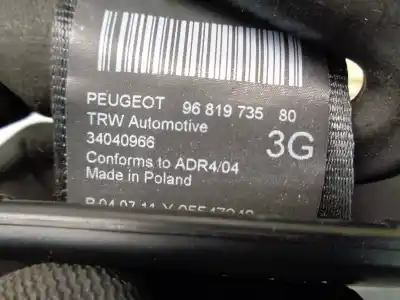 PEUGEOT 96 819 735 80
TRW Automotive
34040966
3G
Conforms to ADR4/04
Made in Poland